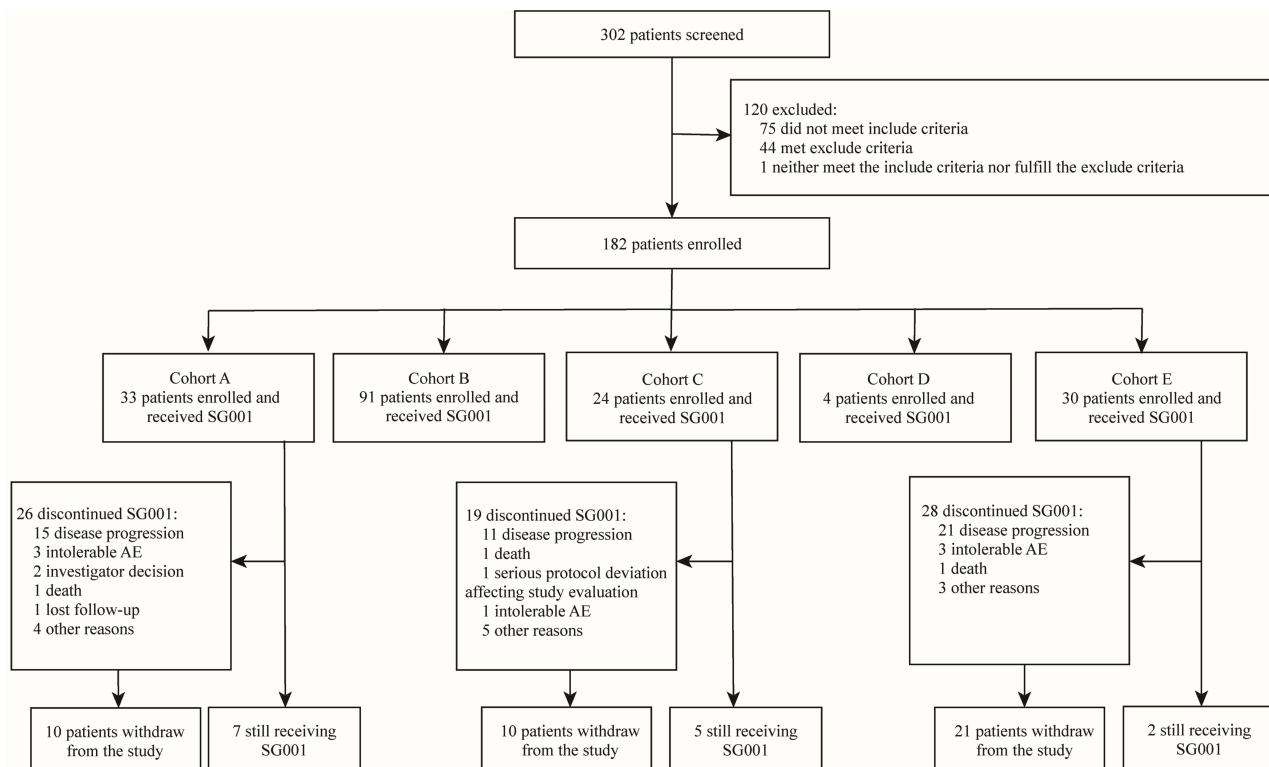 302 patients screened
120 excluded:
75 did not meet include criteria
44 met exclude criteria
1 neither meet the include criteria nor fulfill the exclude criteria
182 patients enrolled
Cohort A
33 patients enrolled and
received SG001
Cohort B
91 patients enrolled and
received SG001
Cohort C
24 patients enrolled and
received SG001
Cohort D
4 patients enrolled and
received SG001
Cohort E
30 patients enrolled and
received SG001
26 discontinued SG001:
15 disease progression
3 intolerable AE
2 investigator decision
1 death
1 lost follow-up
4 other reasons
19 discontinued SG001:
11 disease progression
1 death
1 serious protocol deviation
affecting study evaluation
1 intolerable AE
5 other reasons
28 discontinued SG001:
21 disease progression
3 intolerable AE
1 death
3 other reasons
10 patients withdraw
from the study
7 still receiving
SG001
10 patients withdraw
from the study
5 still receiving
SG001
21 patients withdraw
from the study
2 still receiving
SG001